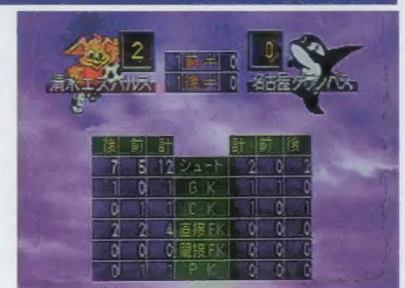 2 0
1 前半 0
1 後半 0
清水エスパルス 名古屋グランパス
後 前 計 計 前 後
7 5 12 シュート 2 0 2
1 0 1 GK 1 1 0
0 1 1 CK 1 0 1
2 2 4 直接FK 0 0 0
0 0 0 間接FK 0 0 0
0 1 1 PK 0 0 0